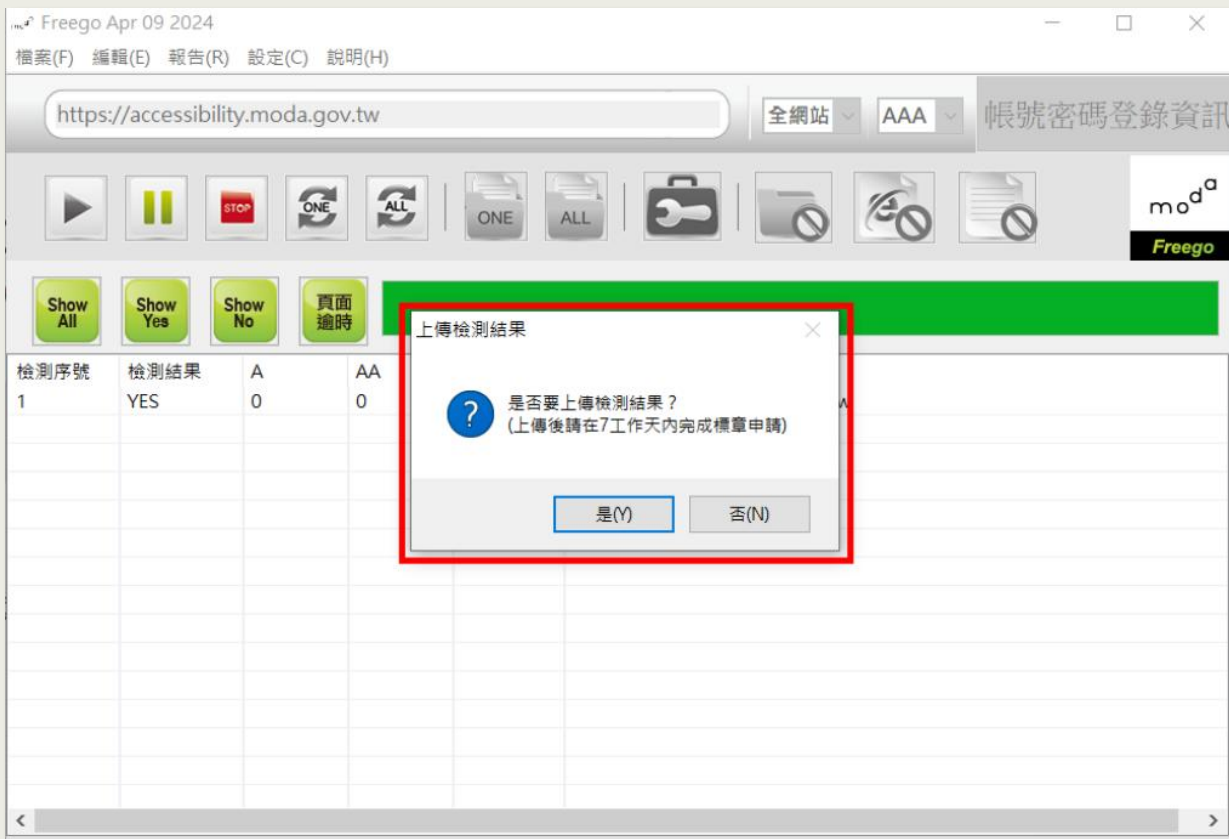 moda Freego Apr 09 2024
檔案(F) 編輯(E) 報告(R) 設定(C) 說明(H)
https://accessibility.moda.gov.tw 全網站 AAA 帳號密碼登錄資訊
STOP ONE ALL ONE ALL moda
Freego
Show All Show Yes Show No 頁面逾時
上傳檢測結果
檢測序號 檢測結果 A AA
1 YES 0 0
是否要上傳檢測結果？
(上傳後請在7工作天內完成標章申請)
是(Y) 否(N)